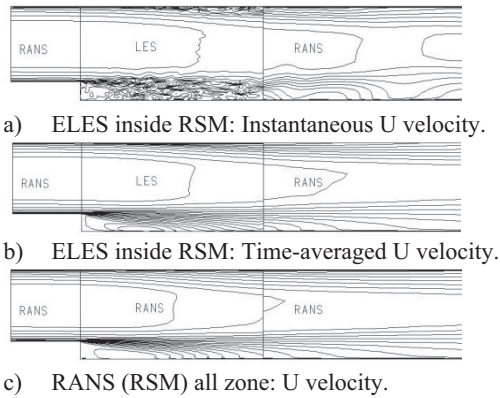 RANS LES RANS
a) ELES inside RSM: Instantaneous U velocity.
RANS LES RANS
b) ELES inside RSM: Time-averaged U velocity.
RANS RANS RANS
c) RANS (RSM) all zone: U velocity.